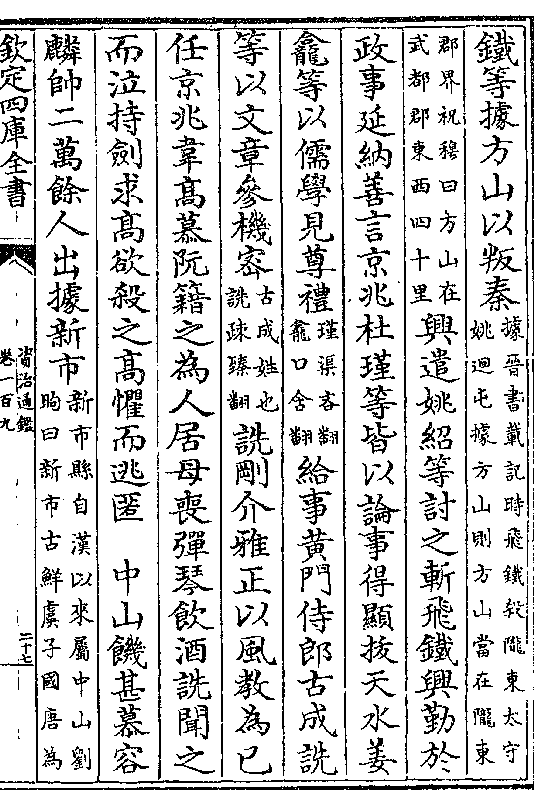 鐵等據方山以叛秦據晉書載記時飛鐵殺隴東太守姚迴屯據方山則方山當在隴東
郡界祝穆曰方山在武都郡東西四十里興遣姚紹等討之斬飛鐵興勤於
政事延納善言京兆杜瑾等皆以論事得顯拔天水姜
龕等以儒學見尊禮瑾渠吝翻龕口含翻給事黃門侍郎古成詵
等以文章參機密古成姓也詵疎臻翻詵剛介雅正以風教為已
任京兆韋高慕阮籍之為人居母喪彈琴飲酒詵聞之
而泣持劍求高欲殺之高懼而逃匿　中山饑甚慕容
麟帥二萬餘人出據新市新市縣自漢以來屬中山劉昫曰新市古鮮虞子國唐為
欽定四庫全書
資治通鑑
卷一百九
二十七